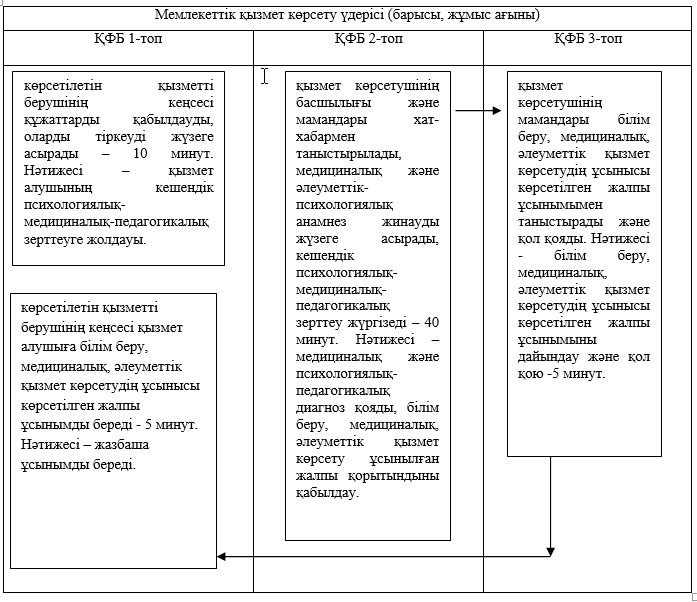 Мемлекеттік қызмет көрсету үдерісі (барысы, жұмыс ағыны)
ҚФБ 1-топ
ҚФБ 2-топ
ҚФБ 3-топ
көрсетілетін қызметті
берушінің кеңсесі
құжаттарды қабылдауды,
оларды тіркеуді жүзеге
асырады – 10 минут.
Нәтижесі – қызмет
алушының кешендік
психологиялық-
медициналық-педагогикалық
зерттеуге жолдауы.
көрсетілетін қызметті
берушінің кеңсесі қызмет
алушыға білім беру,
медициналық, әлеуметтік
қызмет көрсетудің ұсынысы
көрсетілген жалпы
ұсынымды береді - 5 минут.
Нәтижесі – жазбаша
ұсынымды береді.
қызмет көрсетушінің
басшылығы және
мамандары хат-
хабармен
таныстырылады,
медициналық және
әлеуметтік-
психологиялық
анамнез жинауды
жүзеге асырады,
кешендік
психологиялық-
медициналық-
педагогикалық
зерттеу жүргізеді – 40
минут. Нәтижесі –
медициналық және
психологиялық-
педагогикалық
диагноз қояды, білім
беру, медициналық,
әлеуметтік қызмет
көрсету ұсынылған
жалпы қорытындыны
қабылдау.
қызмет
көрсетушінің
мамандары білім
беру, медициналық,
әлеуметтік қызмет
көрсетудің ұсынысы
көрсетілген жалпы
ұсынымымен
таныстырады және
қол қояды. Нәтижесі
- білім беру,
медициналық,
әлеуметтік қызмет
көрсетудің ұсынысы
көрсетілген жалпы
ұсынымыны
дайындау және қол
қою -5 минут.